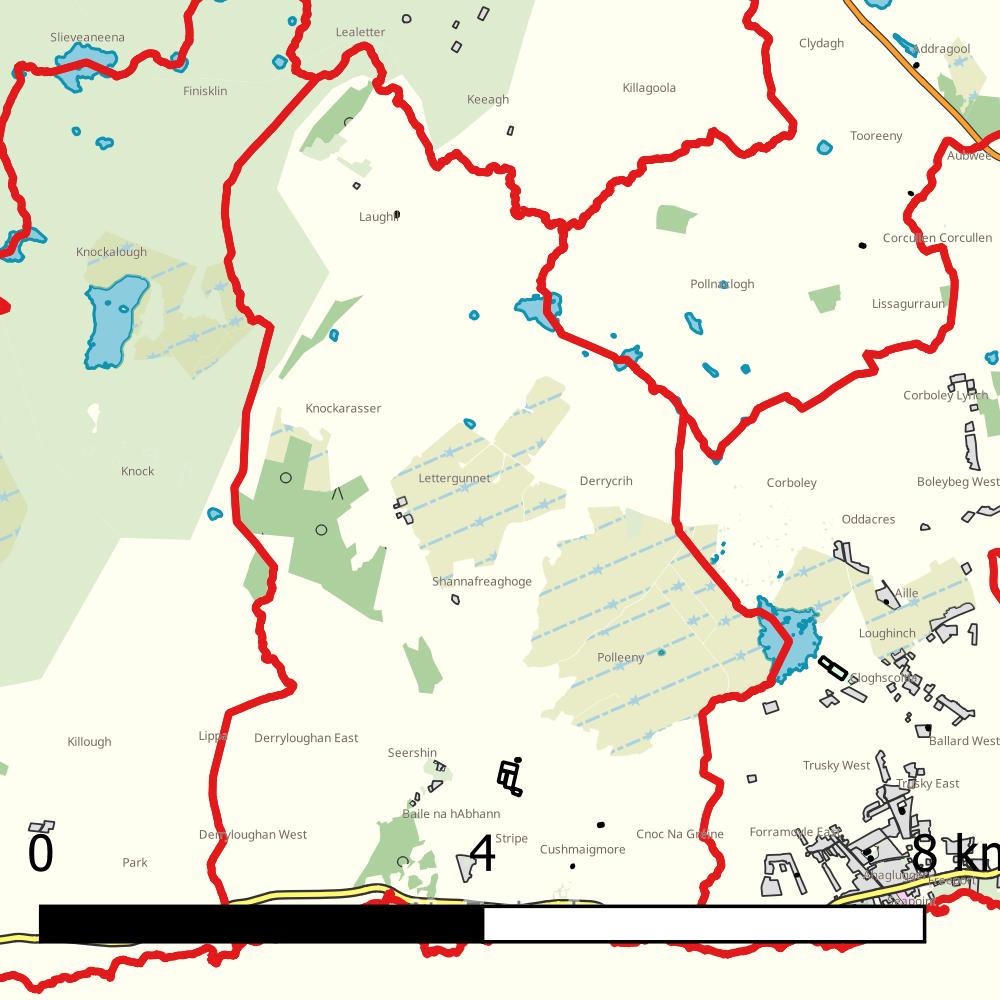 Slieveaneena
Lealetter
Clydagh
Addragool
Finisklin
Keeagh
Killagoola
Tooreeny
Aubwee
Laughil
Knockalough
Corcullen Corcullen
Pollnaclogh
Lissagurraun
Knockarasser
Corboley Lynch
Knock
Lettergunnet
Derrycrih
Corboley
Boleybeg West
Oddacres
Shannafreaghoge
Aille
Loughinch
Polleeny
Cloghscoltia
Killough
Lippa
Derryloughan East
Seershin
Ballard West
Trusky West
Trusky East
Baile na hAbhann
Derryloughan West
Stripe
Cnoc Na Gréine
Forramoyle East
Cushmaigmore
Park
0
4
8 km